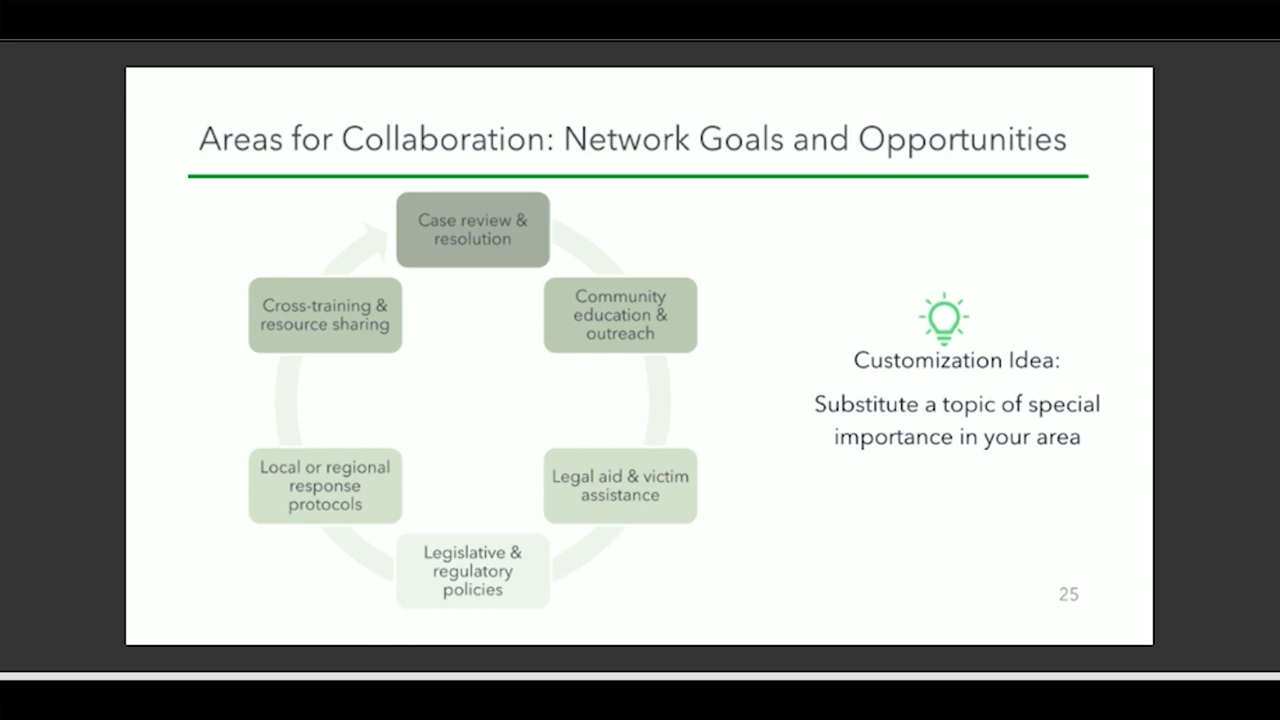 Areas for Collaboration: Network Goals and Opportunities
Case review &
resolution
Community
education &
outreach
Legal aid & victim
assistance
Legislative &
regulatory
policies
Local or regional
response
protocols
Cross-training &
resource sharing
Customization Idea:
Substitute a topic of special
importance in your area
25